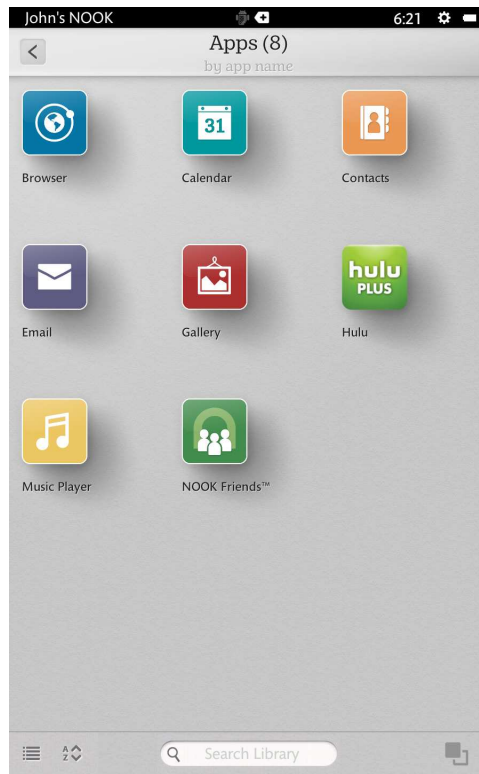 John's NOOK 6:21
Apps (8)
by app name
31
Browser Calendar Contacts
hulu
PLUS
Email Gallery Hulu
Music Player NOOK Friends™
A
Z
Search Library